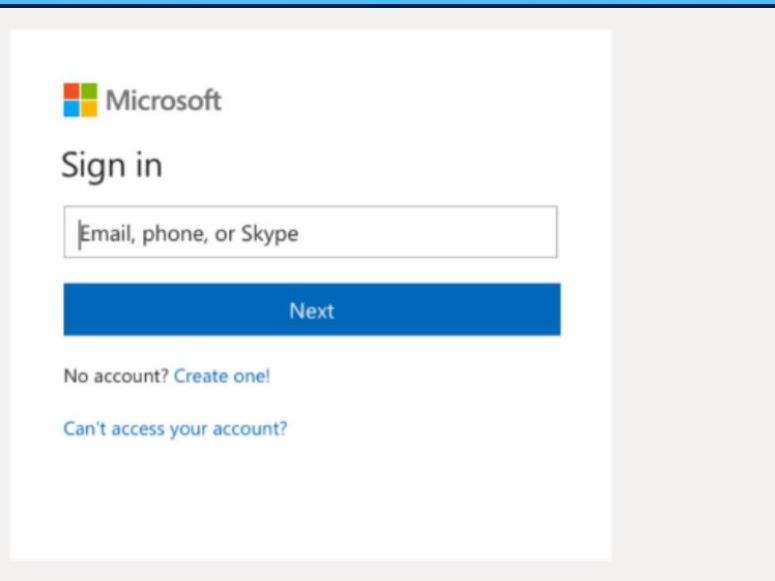 Microsoft
Sign in
Email, phone, or Skype
Next
No account? Create one!
Can't access your account?